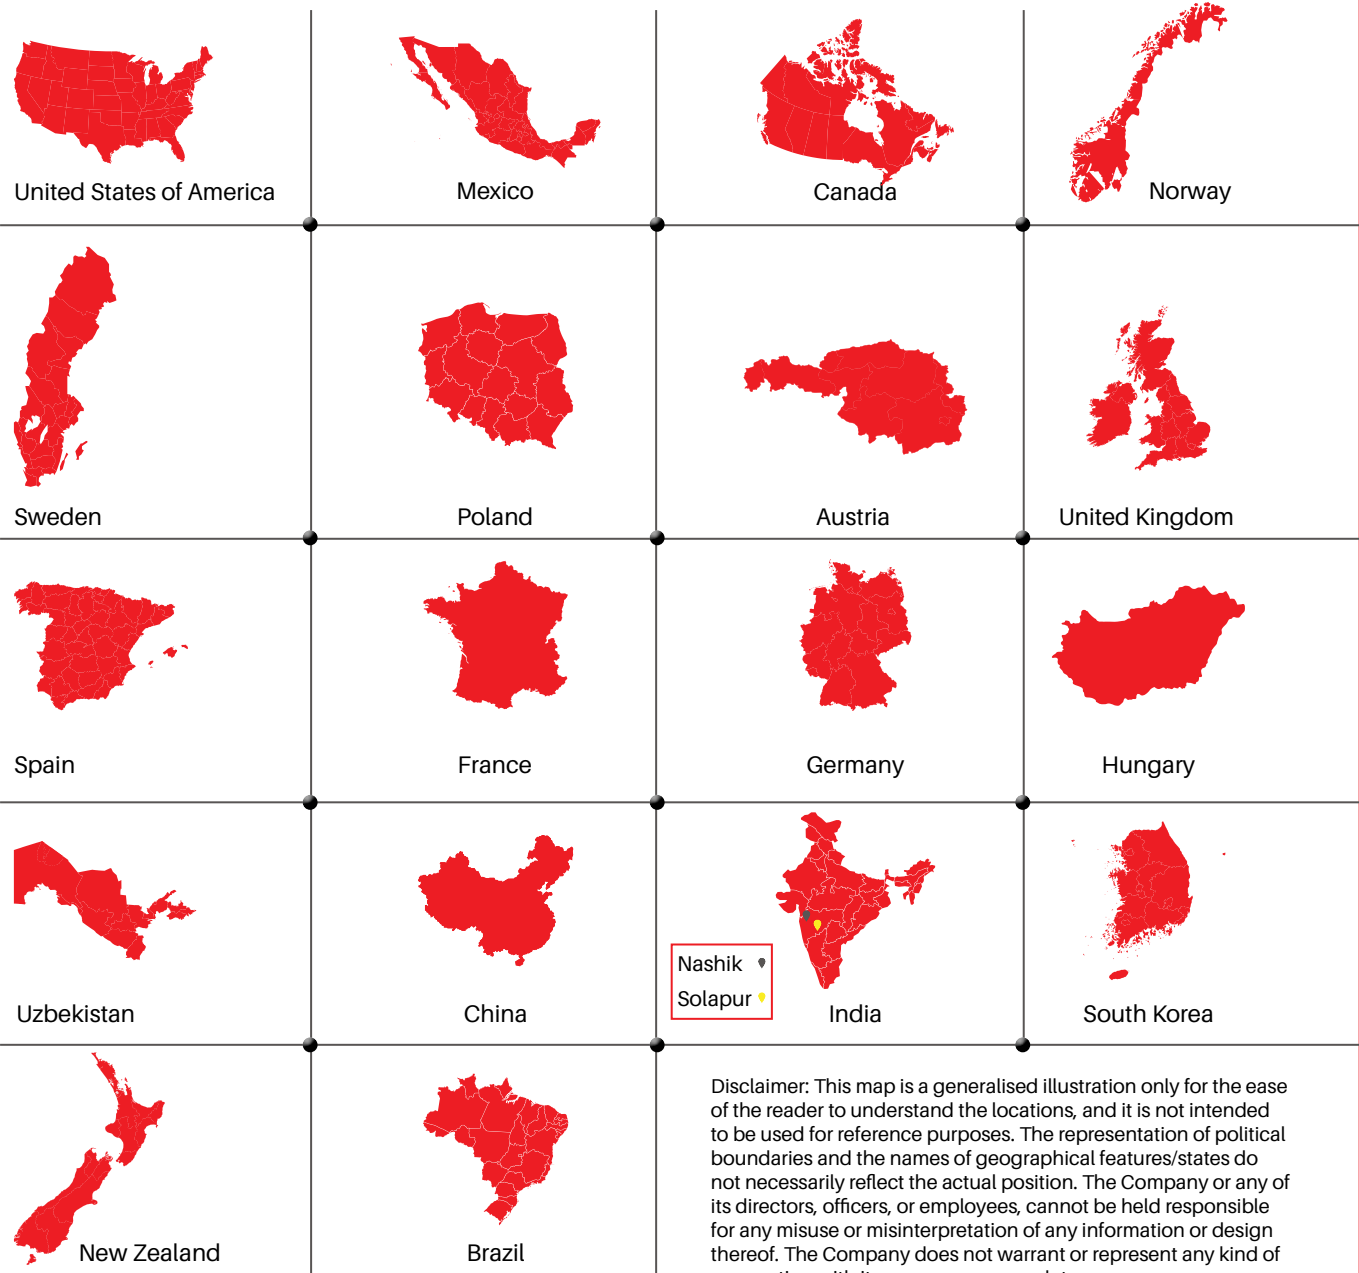 United States of America
Mexico
Canada
Norway
Sweden
Poland
Austria
United Kingdom
Spain
France
Germany
Hungary
Uzbekistan
China
Nashik
Solapur
India
South Korea
New Zealand
Brazil
Disclaimer: This map is a generalised illustration only for the ease
of the reader to understand the locations, and it is not intended
to be used for reference purposes. The representation of political
boundaries and the names of geographical features/states do
not necessarily reflect the actual position. The Company or any of
its directors, officers, or employees, cannot be held responsible
for any misuse or misinterpretation of any information or design
thereof. The Company does not warrant or represent any kind of